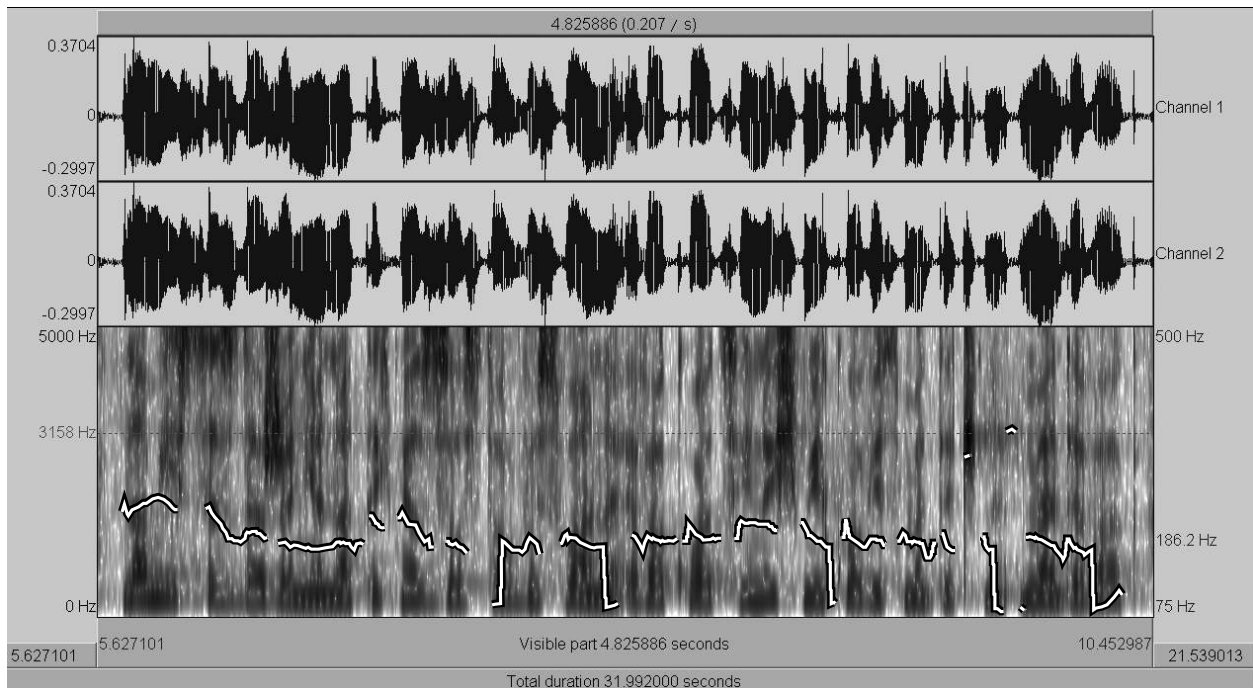 4.825886 (0.207 / s)
0.3704
0
-0.2997
Channel 1
0.3704
0
-0.2997
Channel 2
5000 Hz
500 Hz
3158 Hz
186.2 Hz
0 Hz
75 Hz
5.627101
5.627101
Visible part 4.825886 seconds
10.452987
21.539013
Total duration 31.992000 seconds